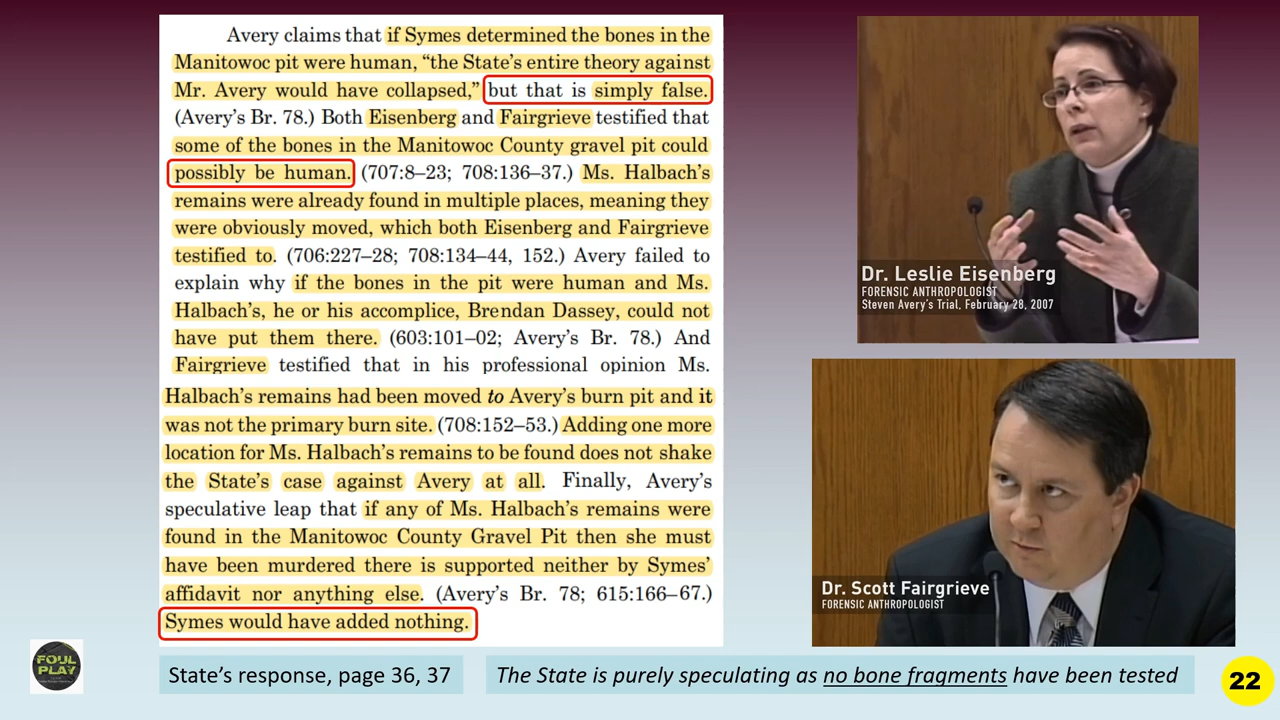 Avery claims that if Symes determined the bones in the
Manitowoc pit were human, “the State’s entire theory against
Mr. Avery would have collapsed,” but that is simply false.
(Avery’s Br. 78.) Both Eisenberg and Fairgrieve testified that
some of the bones in the Manitowoc County gravel pit could
possibly be human. (707:8–23; 708:136–37.) Ms. Halbach’s
remains were already found in multiple places, meaning they
were obviously moved, which both Eisenberg and Fairgrieve
testified to. (706:227–28; 708:134–44, 152.) Avery failed to
explain why if the bones in the pit were human and Ms.
Halbach’s, he or his accomplice, Brendan Dassey, could not
have put them there. (603:101–02; Avery’s Br. 78.) And
Fairgrieve testified that in his professional opinion Ms.
Halbach’s remains had been moved to Avery’s burn pit and it
was not the primary burn site. (708:152–53.) Adding one more
location for Ms. Halbach’s remains to be found does not shake
the State’s case against Avery at all. Finally, Avery’s
speculative leap that if any of Ms. Halbach’s remains were
found in the Manitowoc County Gravel Pit then she must
have been murdered there is supported neither by Symes’
affidavit nor anything else. (Avery’s Br. 78; 615:166–67.)
Symes would have added nothing.
Dr. Leslie Eisenberg
FORENSIC ANTHROPOLOGIST
Steven Avery's Trial, February 28, 2007
Dr. Scott Fairgrieve
FORENSIC ANTHROPOLOGIST
FOUL
PLAY
State’s response, page 36, 37
The State is purely speculating as no bone fragments have been tested
22